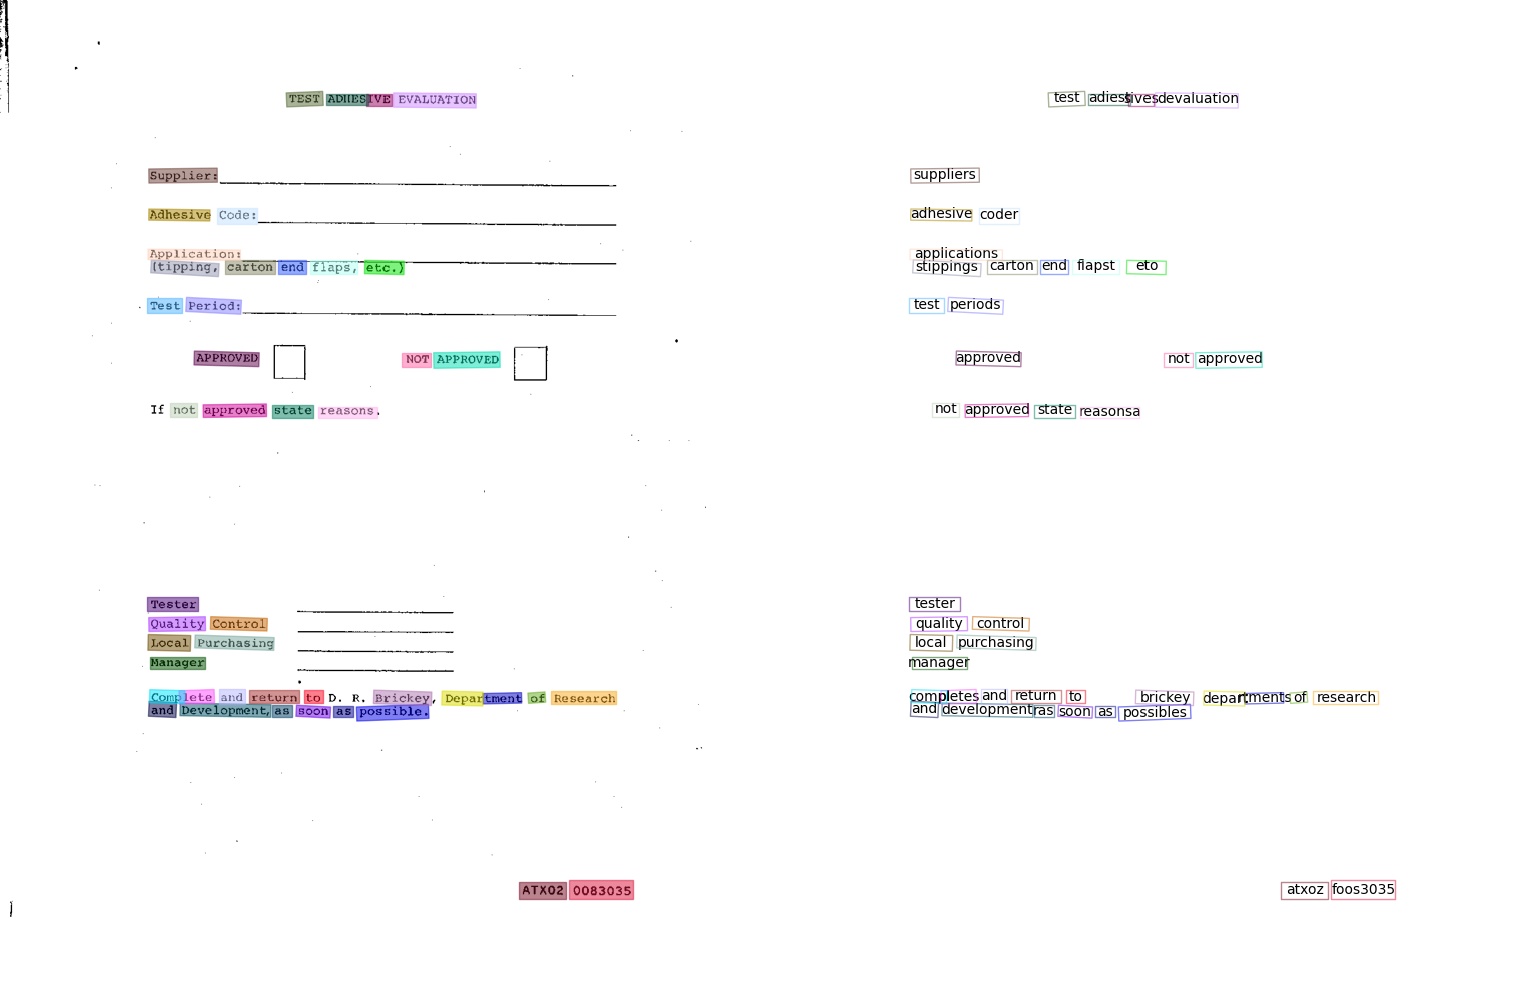 TEST ADHESIVE EVALUATION
Supplier:
Adhesive Code:
Application:
(tipping, carton end flaps, etc.)
Test Period:
APPROVED
NOT APPROVED
If not approved state reasons.
Tester
Quality Control
Local Purchasing
Manager
Complete and return to D. R. Brickey, Department of Research
and Development, as soon as possible.
ATX02 0083035
test adiest ives devaluation
suppliers
adhesive coder
applications
stippings carton end flapst eto
test periods
approved
not approved
not approved state reasonsa
tester
quality control
local purchasing
manager
completes and return to brickey of research
and development ras soon as possibles
atxoz foos3035